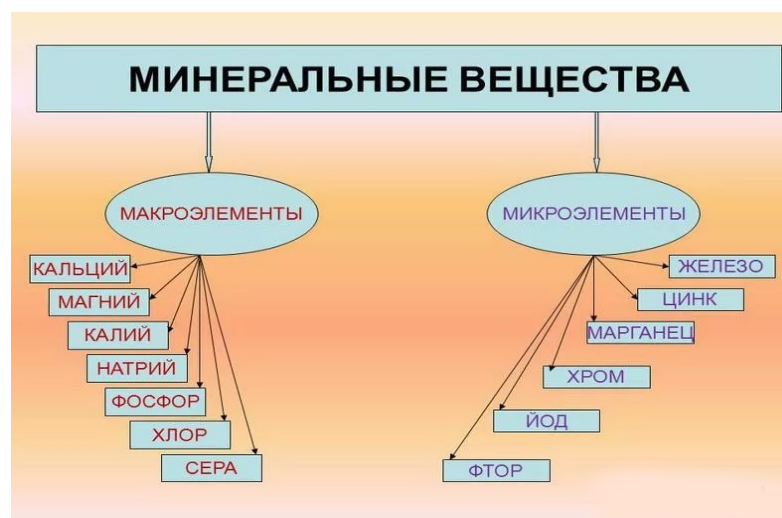 МИНЕРАЛЬНЫЕ ВЕЩЕСТВА
МАКРОЭЛЕМЕНТЫ
КАЛЬЦИЙ
МАГНИЙ
КАЛИЙ
НАТРИЙ
ФОСФОР
ХЛОР
СЕРА
МИКРОЭЛЕМЕНТЫ
ЖЕЛЕЗО
ЦИНК
МАРГАНЕЦ
ХРОМ
ЙОД
ФТОР